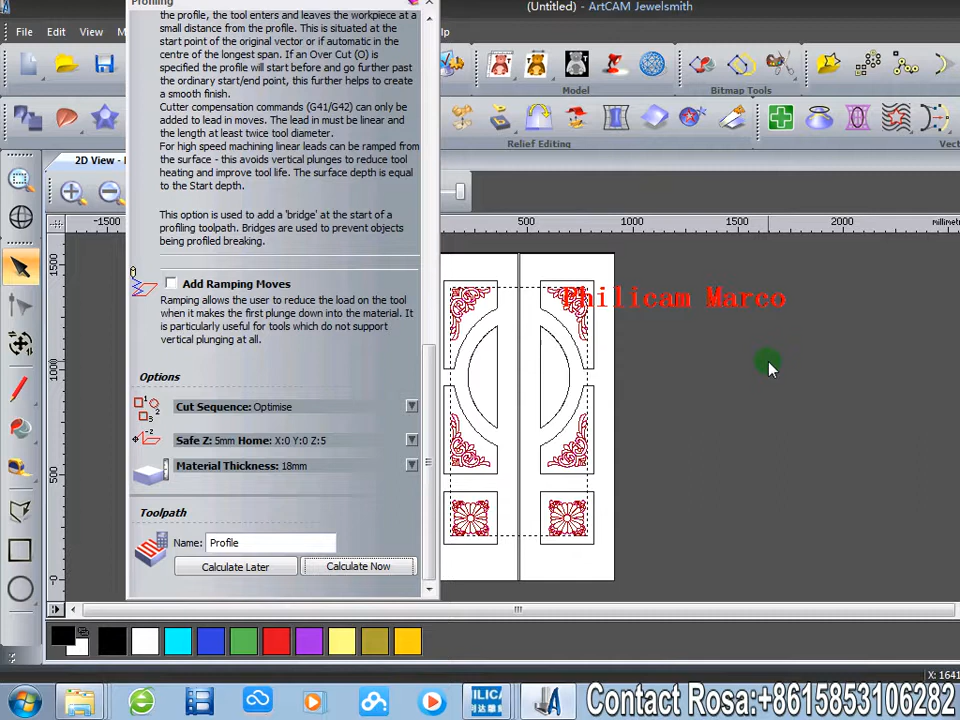 Profiling
(Untitled) - ArtCAM Jewelsmith
File Edit View
the profile, the tool enters and leaves the workpiece at a
small distance from the profile. This is situated at the
start point of the original vector or if automatic in the
centre of the longest span. If an Over Cut (O) is
specified the profile will start before and go further past
the ordinary start/end point, this further helps to create
a smooth finish.
Cutter compensation commands (G41/G42) can only be
added to lead in moves. The lead in must be linear and
the length at least twice tool diameter.
For high speed machining linear leads can be ramped from
the surface - this avoids vertical plunges to reduce tool
heating and improve tool life. The surface depth is equal
to the Start depth.
This option is used to add a 'bridge' at the start of a
profiling toolpath. Bridges are used to prevent objects
being profiled breaking.
Add Ramping Moves
Ramping allows the user to reduce the load on the tool
when it makes the first plunge down into the material. It
is particularly useful for tools which do not support
vertical plunging at all.
Options
Cut Sequence: Optimise
Safe Z: 5mm Home: X:0 Y:0 Z:5
Material Thickness: 18mm
Toolpath
Name: Profile
Calculate Later Calculate Now
Model
Bitmap Tools
Relief Editing
2D View -
-1500
500 1000 1500 2000
1500
1000
500
-0
Philicam Marco
X: 1641
Contact Rosa:+8615853106282